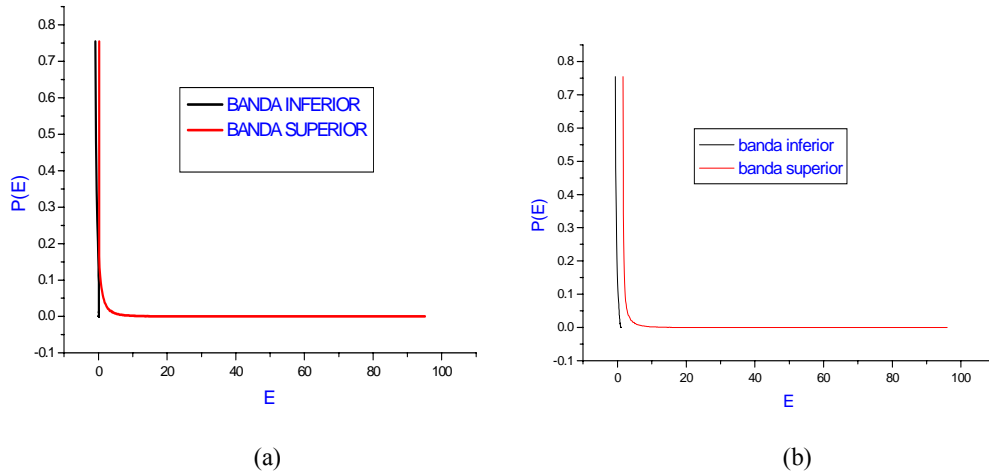 0.8
0.7
0.6
0.5
0.4
0.3
0.2
0.1
0.0
-0.1
P(E)
BANDA INFERIOR
BANDA SUPERIOR
0 20 40 60 80 100
E
(a)
0.8
0.7
0.6
0.5
0.4
0.3
0.2
0.1
0.0
-0.1
P(E)
banda inferior
banda superior
0 20 40 60 80 100
E
(b)